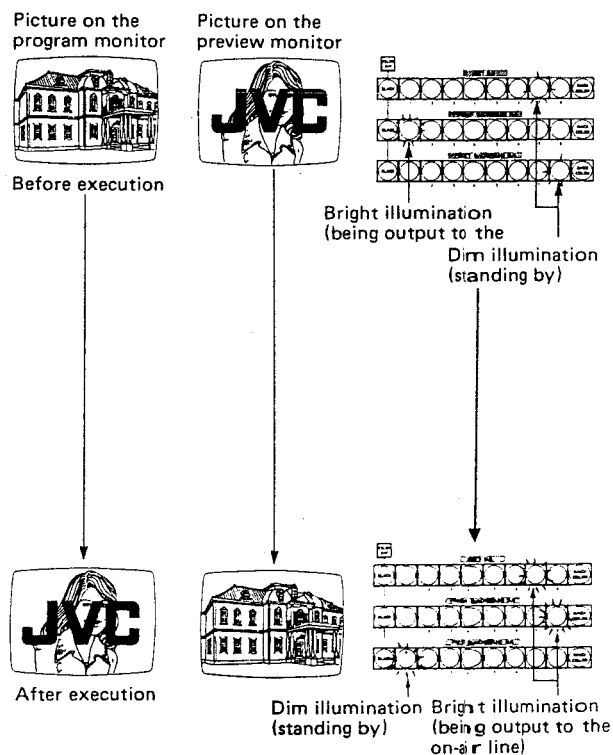 Picture on the
program monitor
Picture on the
preview monitor
JVC
Before execution
Bright illumination
(being output to the
Dim illumination
(standing by)
JVC
After execution
Dim illumination
(standing by)
Bright illumination
(being output to the
on-air line)